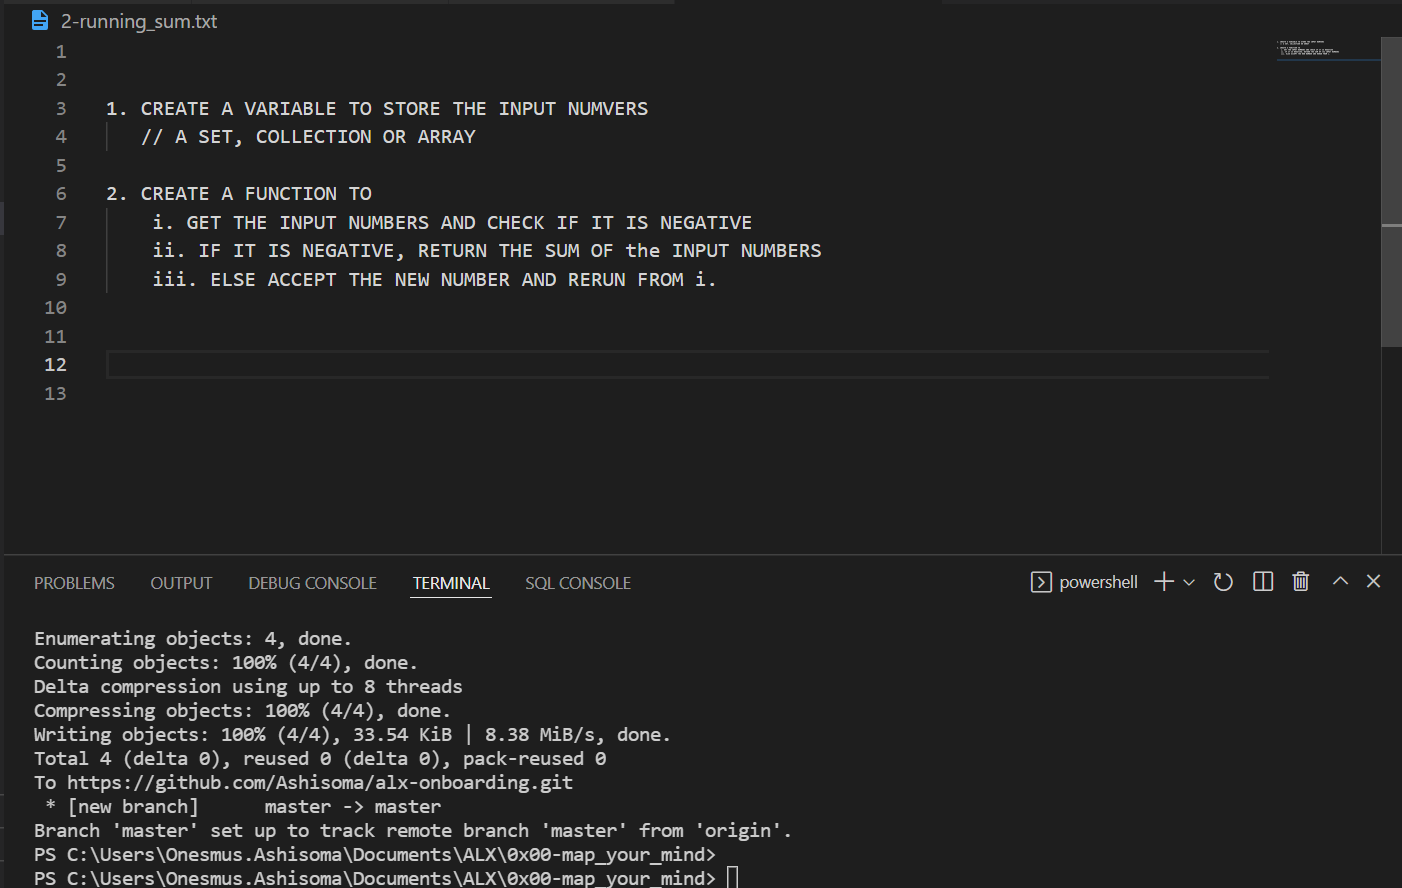 2-running_sum.txt
1
2
3 1. CREATE A VARIABLE TO STORE THE INPUT NUMVERS
4 // A SET, COLLECTION OR ARRAY
5
6 2. CREATE A FUNCTION TO
7 i. GET THE INPUT NUMBERS AND CHECK IF IT IS NEGATIVE
8 ii. IF IT IS NEGATIVE, RETURN THE SUM OF the INPUT NUMBERS
9 iii. ELSE ACCEPT THE NEW NUMBER AND RERUN FROM i.
10
11
12
13
PROBLEMS OUTPUT DEBUG CONSOLE TERMINAL SQL CONSOLE powershell
Enumerating objects: 4, done.
Counting objects: 100% (4/4), done.
Delta compression using up to 8 threads
Compressing objects: 100% (4/4), done.
Writing objects: 100% (4/4), 33.54 KiB | 8.38 MiB/s, done.
Total 4 (delta 0), reused 0 (delta 0), pack-reused 0
To https://github.com/Ashisoma/alx-onboarding.git
 * [new branch]      master -> master
Branch 'master' set up to track remote branch 'master' from 'origin'.
PS C:\Users\Onesmus.Ashisoma\Documents\ALX\0x00-map_your_mind>
PS C:\Users\Onesmus.Ashisoma\Documents\ALX\0x00-map_your_mind>